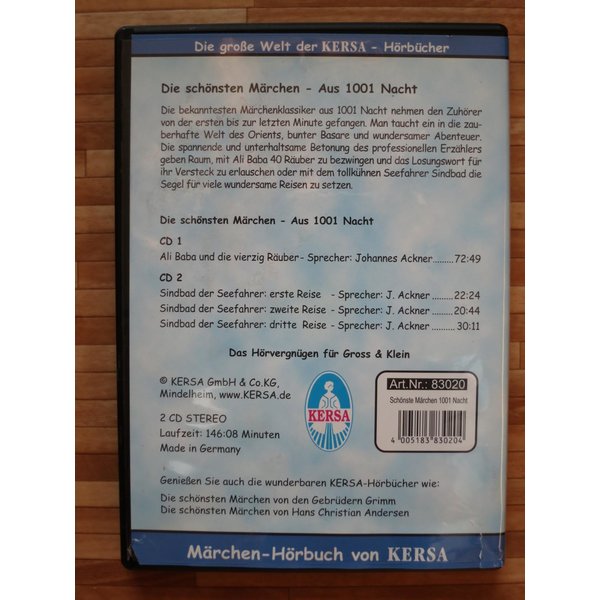 Die große Welt der KERSA - Hörbücher
Die schönsten Märchen - Aus 1001 Nacht
Die bekanntesten Märchenklassiker aus 1001 Nacht nehmen den Zuhörer
von der ersten bis zur letzten Minute gefangen. Man taucht ein in die zau-
berhafte Welt des Orients, bunter Basare und wundersamer Abenteuer.
Die spannende und unterhaltsame Betonung des professionellen Erzählers
geben Raum, mit Ali Baba 40 Räuber zu bezwingen und das Losungswort für
ihr Versteck zu erlauschen oder mit dem tollkühnen Seefahrer Sindbad die
Segel für viele wundersame Reisen zu setzen.
Die schönsten Märchen - Aus 1001 Nacht
CD 1
Ali Baba und die vierzig Räuber - Sprecher: Johannes Ackner.........72:49
CD 2
Sindbad der Seefahrer: erste Reise - Sprecher: J. Ackner.........22:24
Sindbad der Seefahrer: zweite Reise - Sprecher: J. Ackner.........20:44
Sindbad der Seefahrer: dritte Reise - Sprecher: J. Ackner.........30:11
Das Hörvergnügen für Gross & Klein
© KERSA GmbH & Co.KG,
Mindelheim, www.KERSA.de
2 CD STEREO
Laufzeit: 146:08 Minuten
Made in Germany
KERSA
Art.Nr.: 83020
Schönste Märchen 1001 Nacht
4 005183 830204
Genießen Sie auch die wunderbaren KERSA-Hörbücher wie:
Die schönsten Märchen von den Gebrüdern Grimm
Die schönsten Märchen von Hans Christian Andersen
Märchen-Hörbuch von KERSA